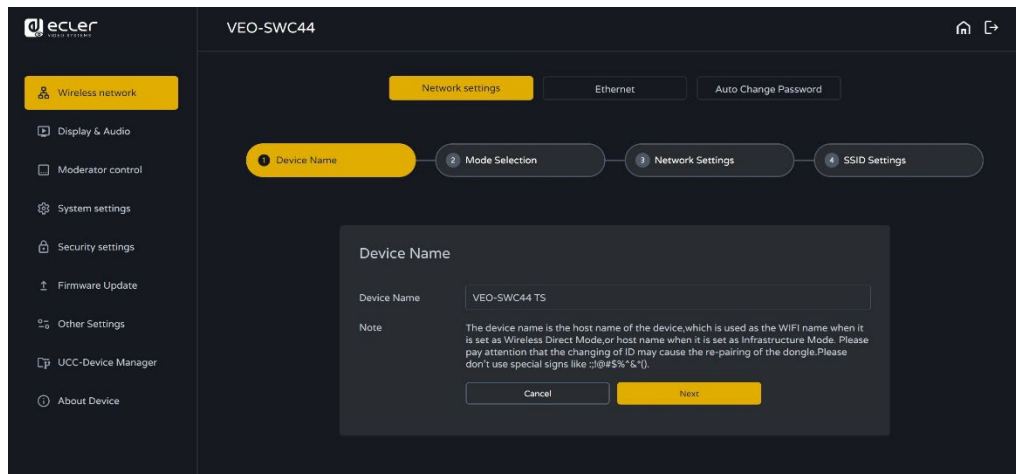 ecler
VIDEO SYSTEMS
VEO-SWC44
Wireless network
Display & Audio
Moderator control
System settings
Security settings
Firmware Update
Other Settings
UCC-Device Manager
About Device
Network settings
Ethernet
Auto Change Password
1 Device Name
2 Mode Selection
3 Network Settings
4 SSID Settings
Device Name
Device Name
VEO-SWC44 TS
Note
The device name is the host name of the device,which is used as the WIFI name when it
is set as Wireless Direct Mode,or host name when it is set as Infrastructure Mode. Please
pay attention that the changing of ID may cause the re-pairing of the dongle.Please
don't use special signs like :;!@#$%^&*().
Cancel
Next